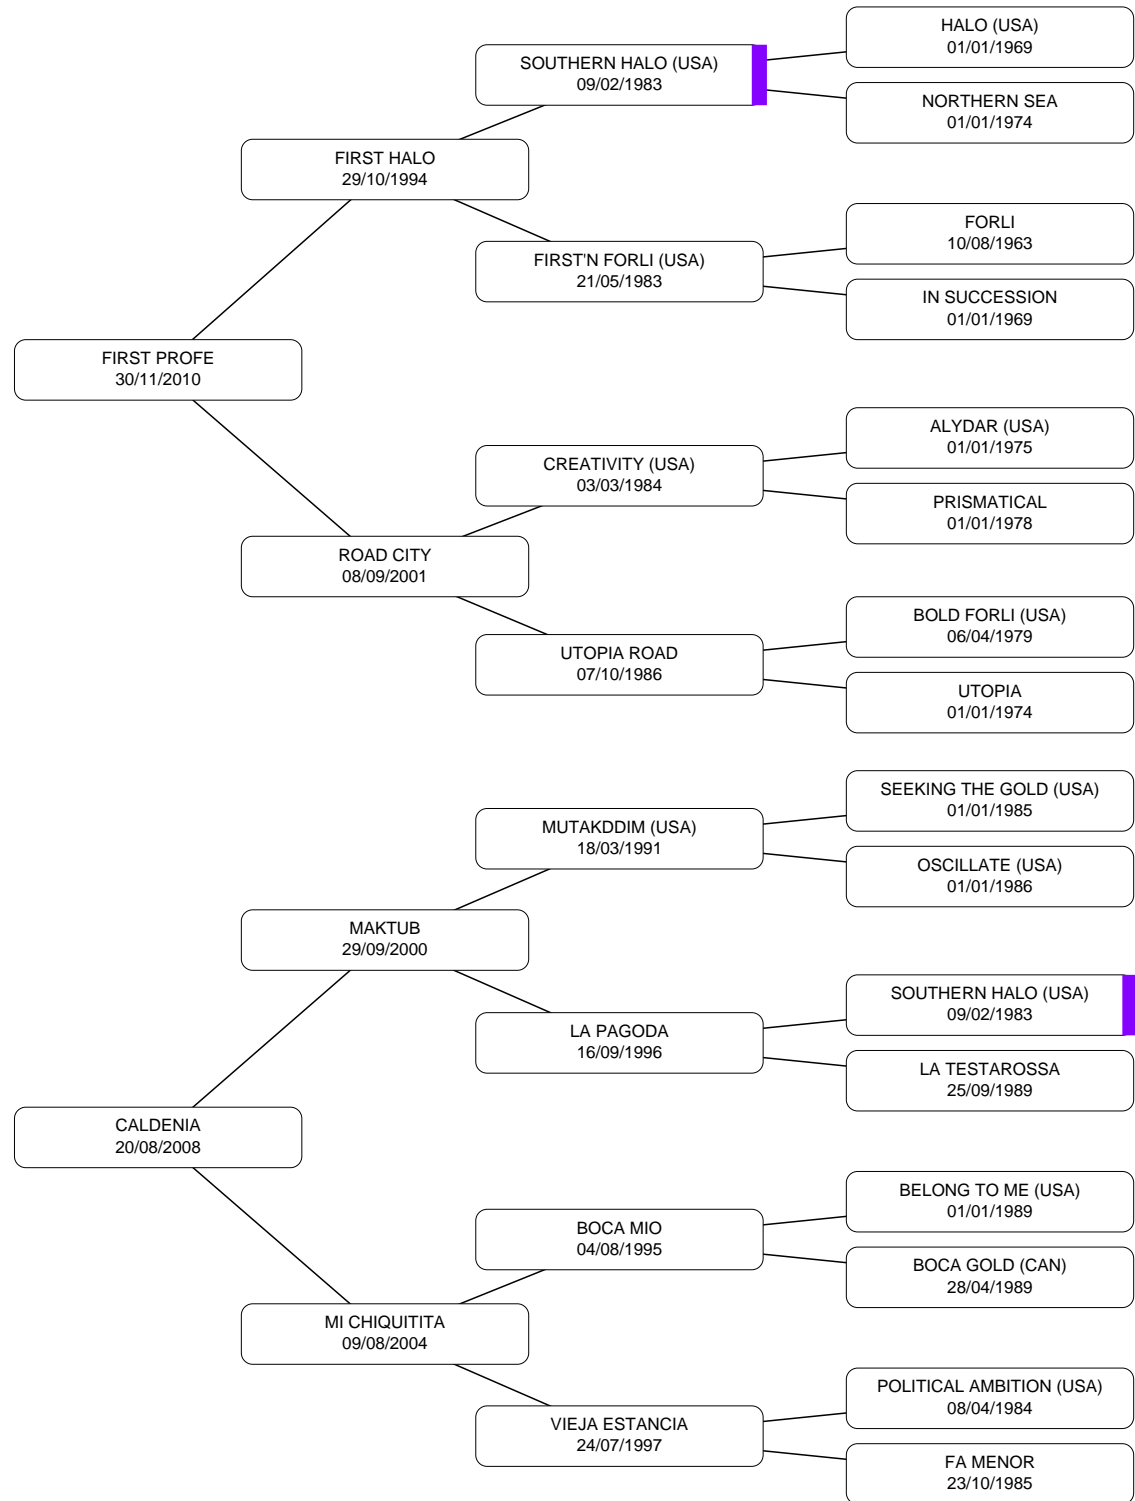 HALO (USA)
01/01/1969
SOUTHERN HALO (USA)
09/02/1983
NORTHERN SEA
01/01/1974
FIRST HALO
29/10/1994
FORLI
10/08/1963
FIRST'N FORLI (USA)
21/05/1983
IN SUCCESSION
01/01/1969
FIRST PROFE
30/11/2010
ALYDAR (USA)
01/01/1975
CREATIVITY (USA)
03/03/1984
PRISMATICAL
01/01/1978
ROAD CITY
08/09/2001
BOLD FORLI (USA)
06/04/1979
UTOPIA ROAD
07/10/1986
UTOPIA
01/01/1974
SEEKING THE GOLD (USA)
01/01/1985
MUTAKDDIM (USA)
18/03/1991
OSCILLATE (USA)
01/01/1986
MAKTUB
29/09/2000
SOUTHERN HALO (USA)
09/02/1983
LA PAGODA
16/09/1996
LA TESTAROSSA
25/09/1989
CALDENIA
20/08/2008
BELONG TO ME (USA)
01/01/1989
BOCA MIO
04/08/1995
BOCA GOLD (CAN)
28/04/1989
MI CHIQUITITA
09/08/2004
POLITICAL AMBITION (USA)
08/04/1984
VIEJA ESTANCIA
24/07/1997
FA MENOR
23/10/1985